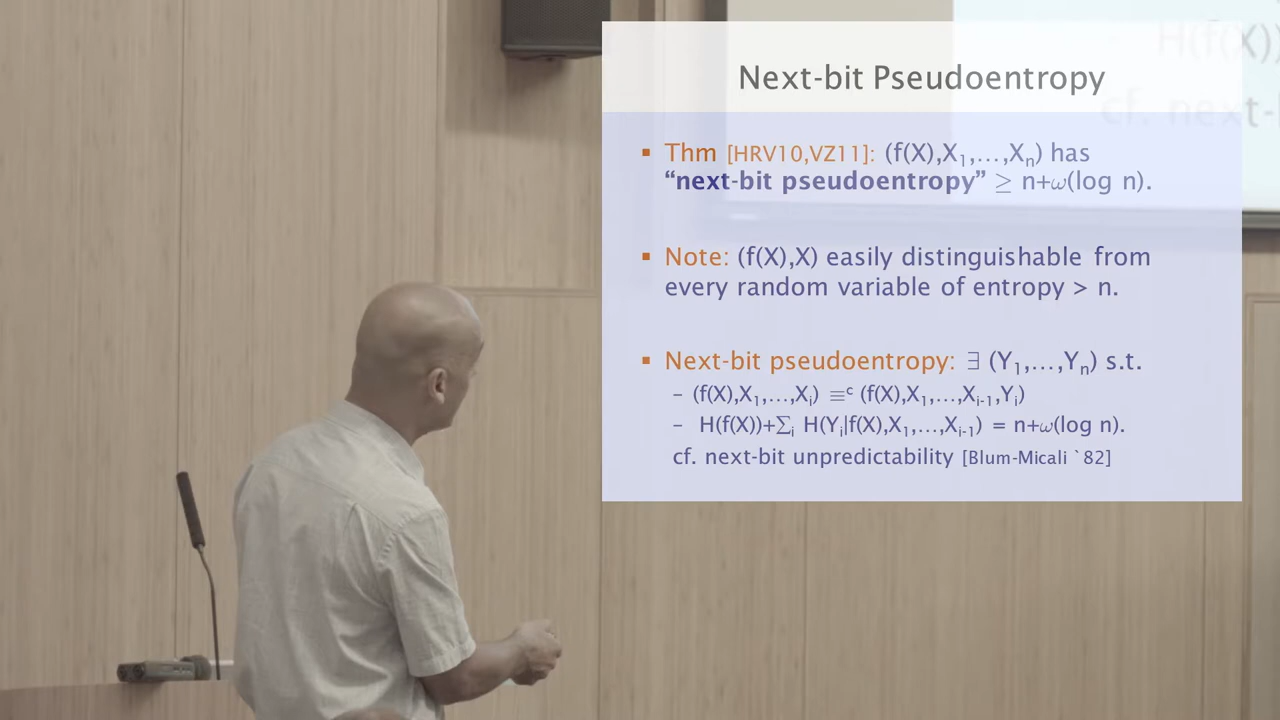 H(f(X))
cf. next-
Next-bit Pseudoentropy
▪ Thm [HRV10,VZ11]: (f(X),X₁,…,Xₙ) has
“next-bit pseudoentropy” ≥ n+ω(log n).
▪ Note: (f(X),X) easily distinguishable from
every random variable of entropy > n.
▪ Next-bit pseudoentropy: ∃ (Y₁,…,Yₙ) s.t.
– (f(X),X₁,…,Xᵢ) ≡ᶜ (f(X),X₁,…,Xᵢ₋₁,Yᵢ)
– H(f(X))+∑ᵢ H(Yᵢ|f(X),X₁,…,Xᵢ₋₁) = n+ω(log n).
cf. next-bit unpredictability [Blum-Micali `82]